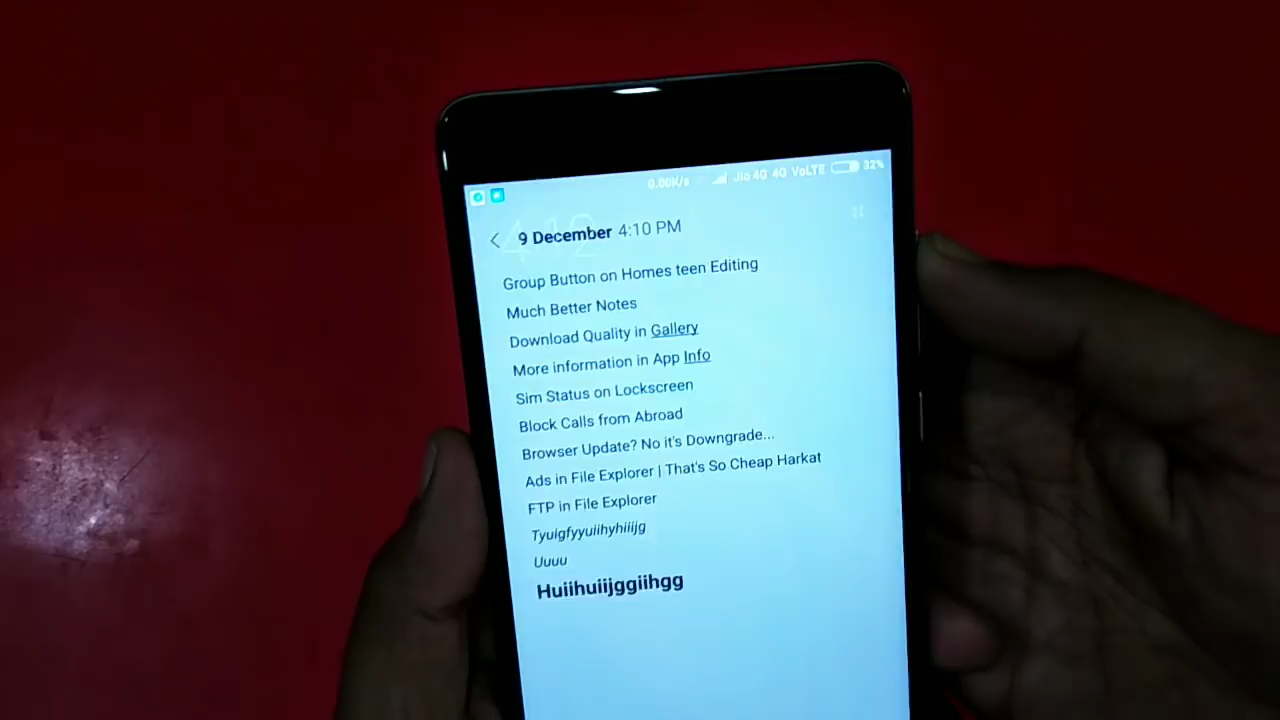 0.00K/s Jio 4G 4G VoLTE 32%
9 December 4:10 PM
Group Button on Homes teen Editing
Much Better Notes
Download Quality in Gallery
More information in App Info
Sim Status on Lockscreen
Block Calls from Abroad
Browser Update? No it's Downgrade...
Ads in File Explorer | That's So Cheap Harkat
FTP in File Explorer
Tyuigfyyuiihyhiiijg
Uuuu
Huiihuiijggiihgg